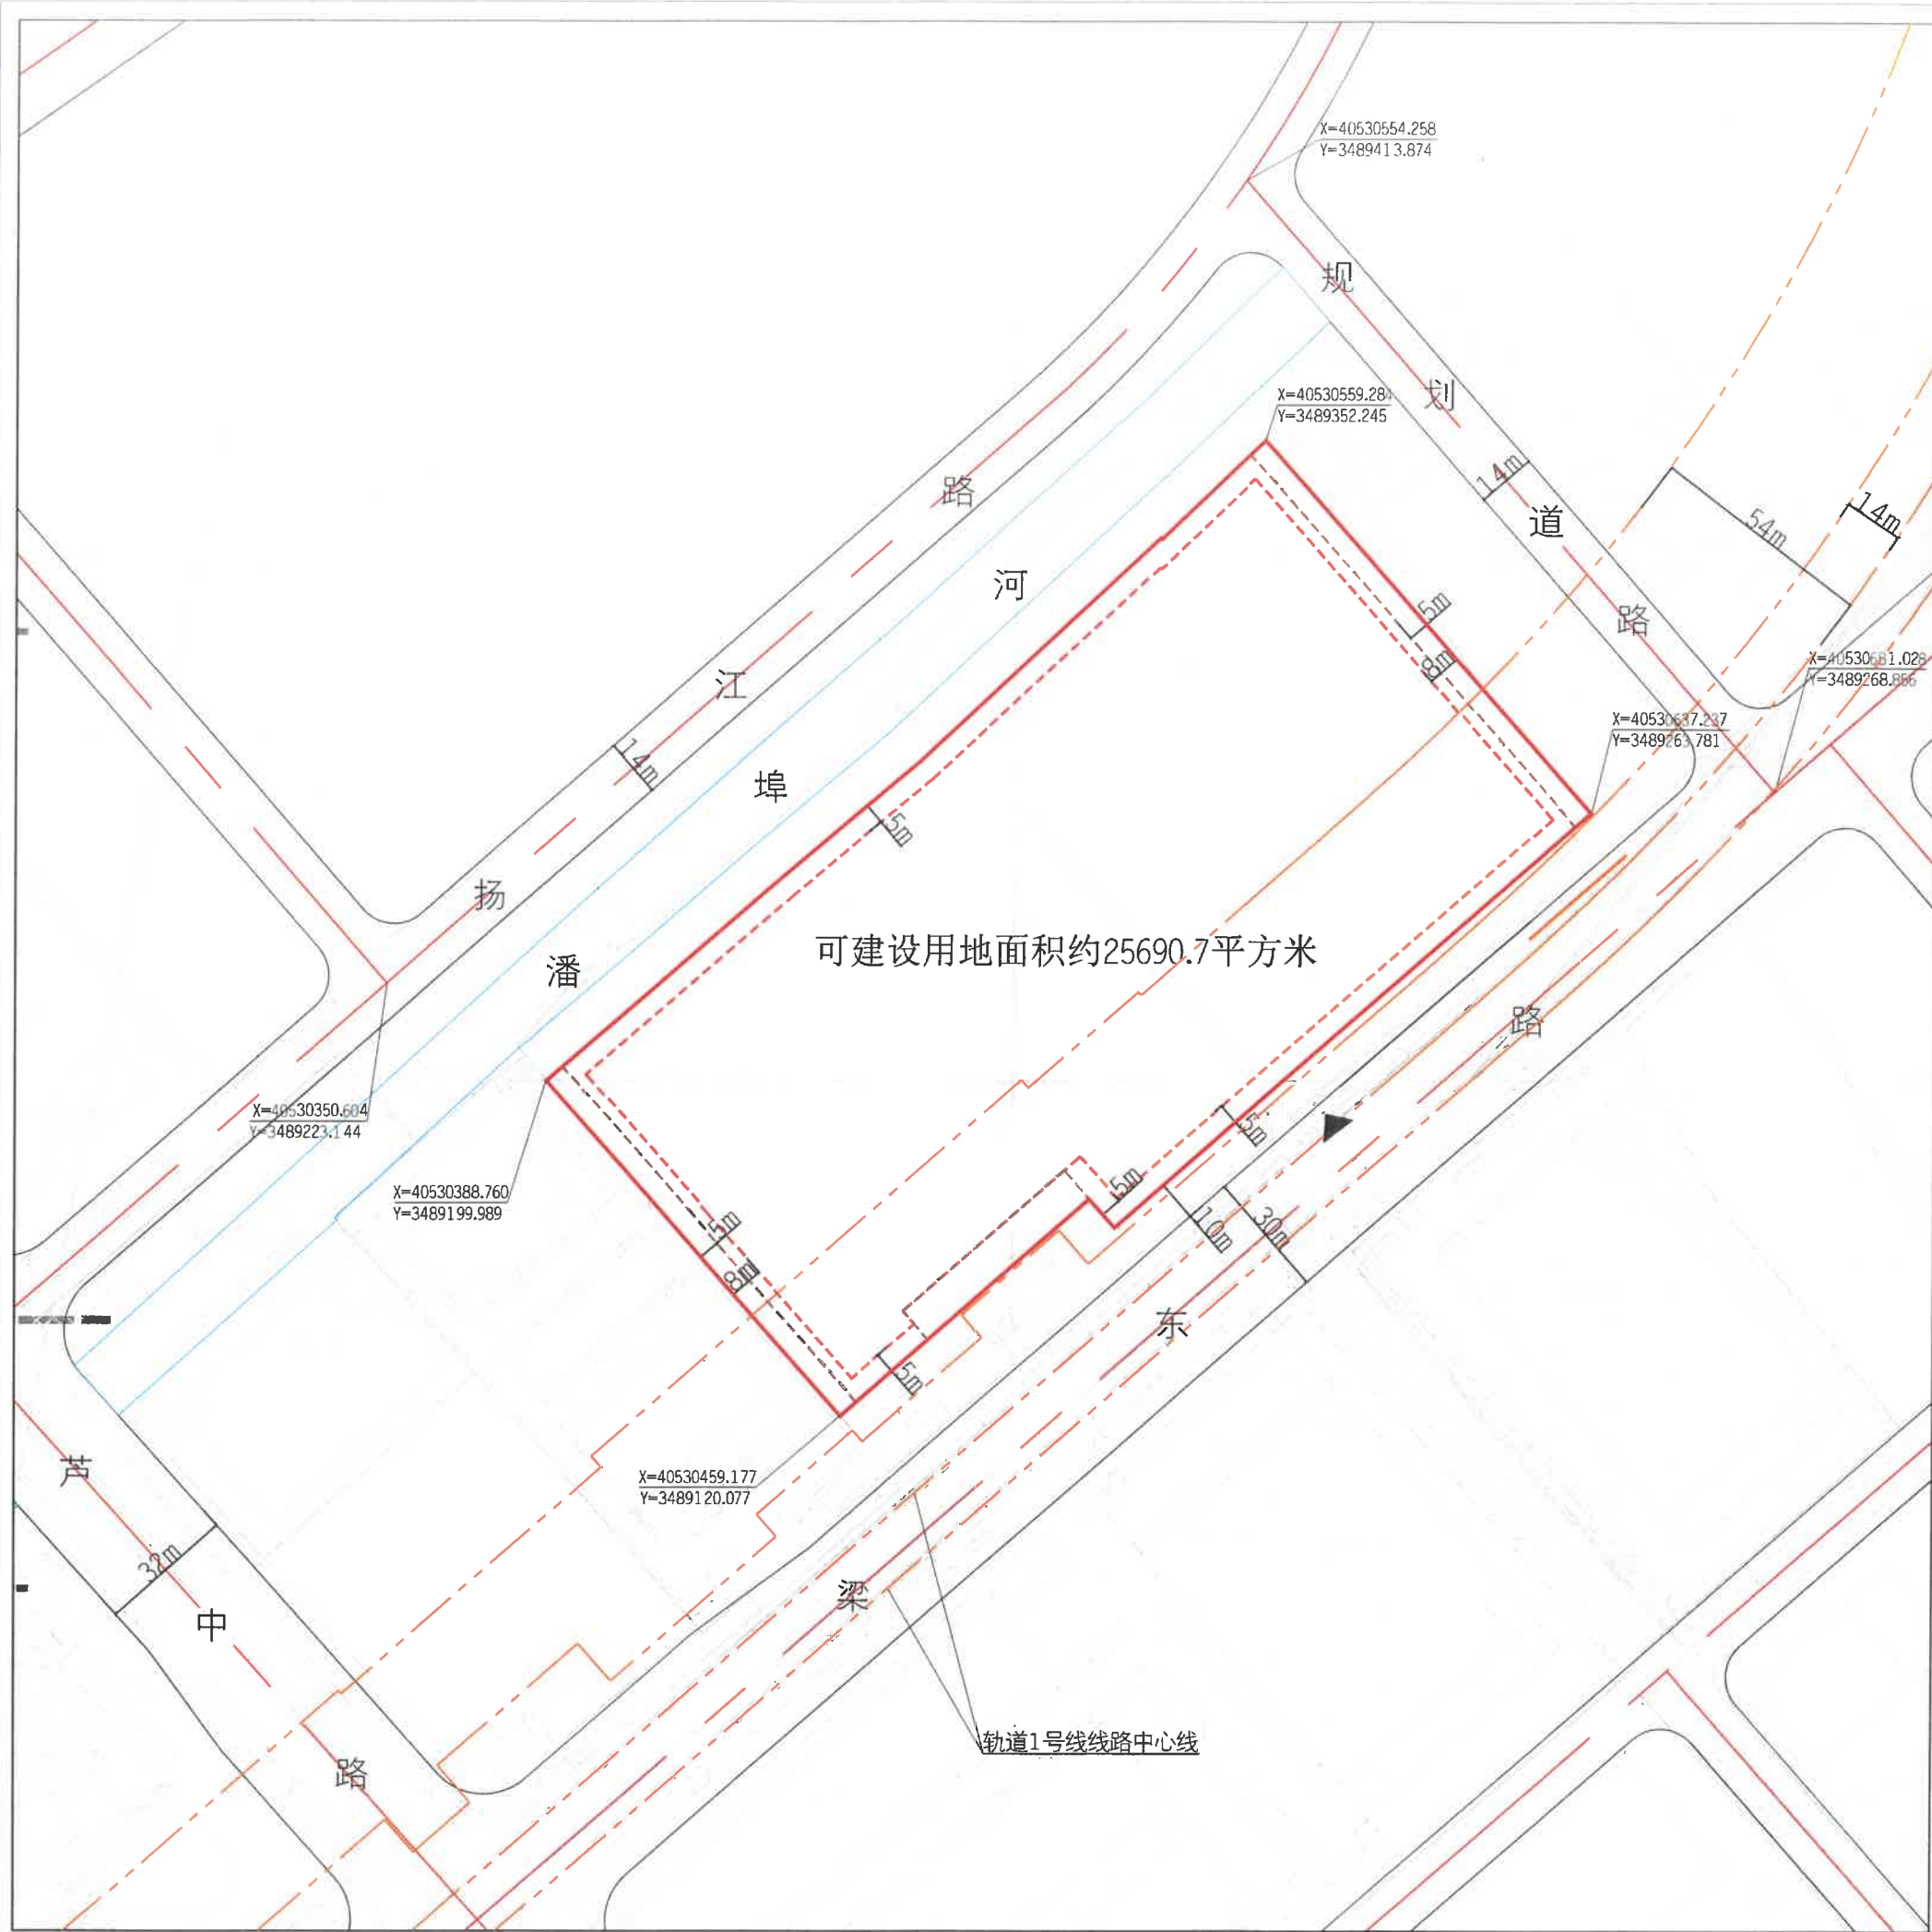 X=40530554.258
Y=3489413.874
规划道路
X=40530559.284
Y=3489352.245
14m
54m
14m
扬江路
潘埠河
5m
8m
X=40530681.028
Y=3489268.866
X=40530637.237
Y=3489263.781
14m
5m
可建设用地面积约25690.7平方米
X=40530350.604
Y=3489223.144
X=40530388.760
Y=3489199.989
5m
8m
5m
5m
10m
30m
5m
梁东路
X=40530459.177
Y=3489120.077
芦中路
32m
轨道1号线线路中心线